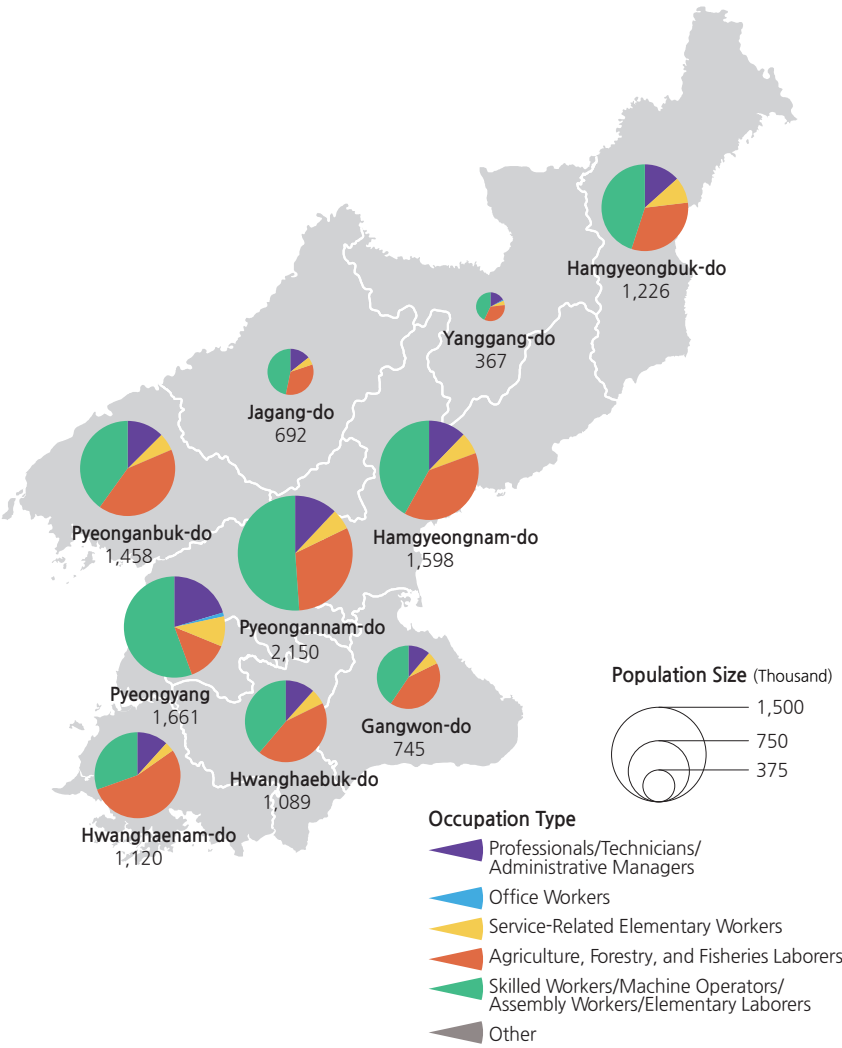 Hamgyeongbuk-do
1,226
Yanggang-do
367
Jagang-do
692
Pyeonganbuk-do
1,458
Hamgyeongnam-do
1,598
Pyeongannam-do
2,150
Pyeongyang
1,661
Gangwon-do
745
Hwanghaebuk-do
1,089
Hwanghaenam-do
1,120
Population Size (Thousand)
1,500
750
375
Occupation Type
Professionals/Technicians/
Administrative Managers
Office Workers
Service-Related Elementary Workers
Agriculture, Forestry, and Fisheries Laborers
Skilled Workers/Machine Operators/
Assembly Workers/Elementary Laborers
Other